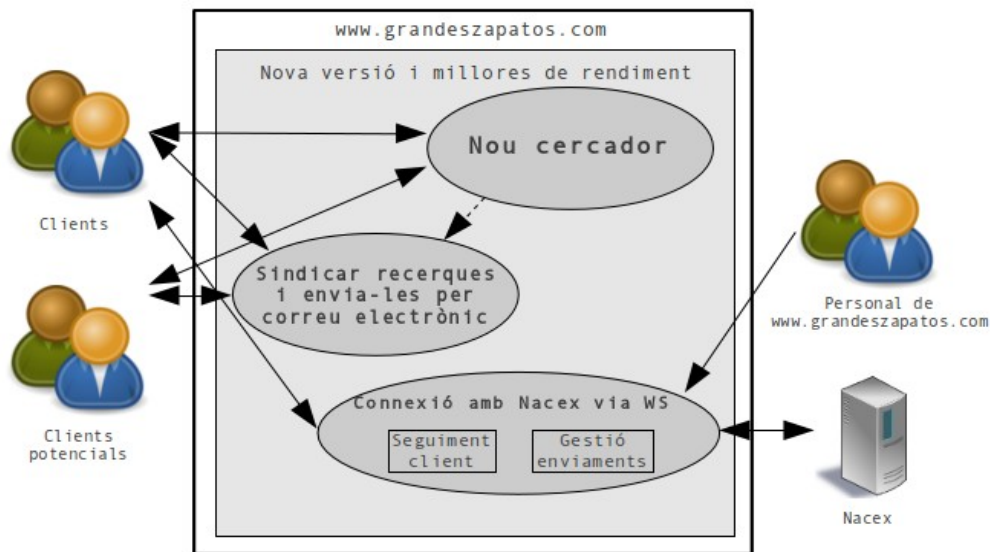 www.grandeszapatos.com
Nova versió i millores de rendiment
Nou cercador
Clients
Sindicar recerques
i envia-les per
correu electrònic
Personal de
www.grandeszapatos.com
Connexió amb Nacex via WS
Seguiment
client
Gestió
enviaments
Clients
potencials
Nacex